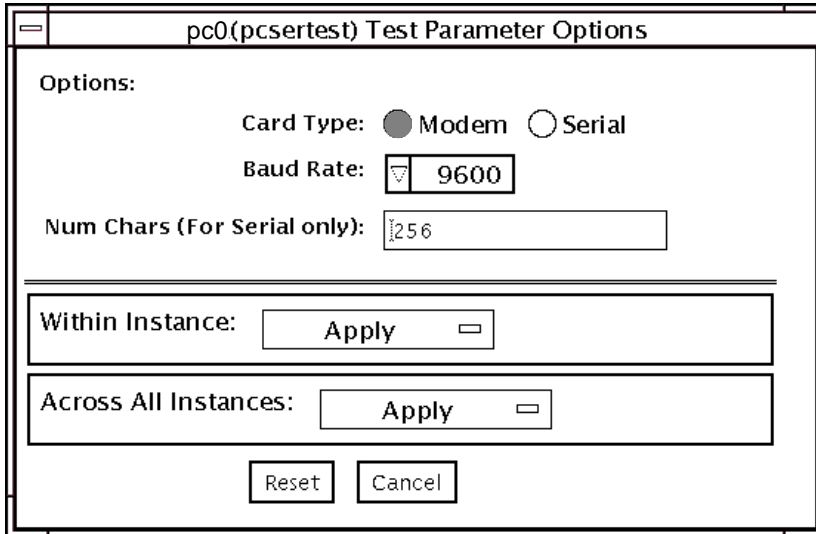 pc0(pcsertest) Test Parameter Options
Options:
Card Type: Modem Serial
Baud Rate: 9600
Num Chars (For Serial only): 256
Within Instance: Apply
Across All Instances: Apply
Reset Cancel